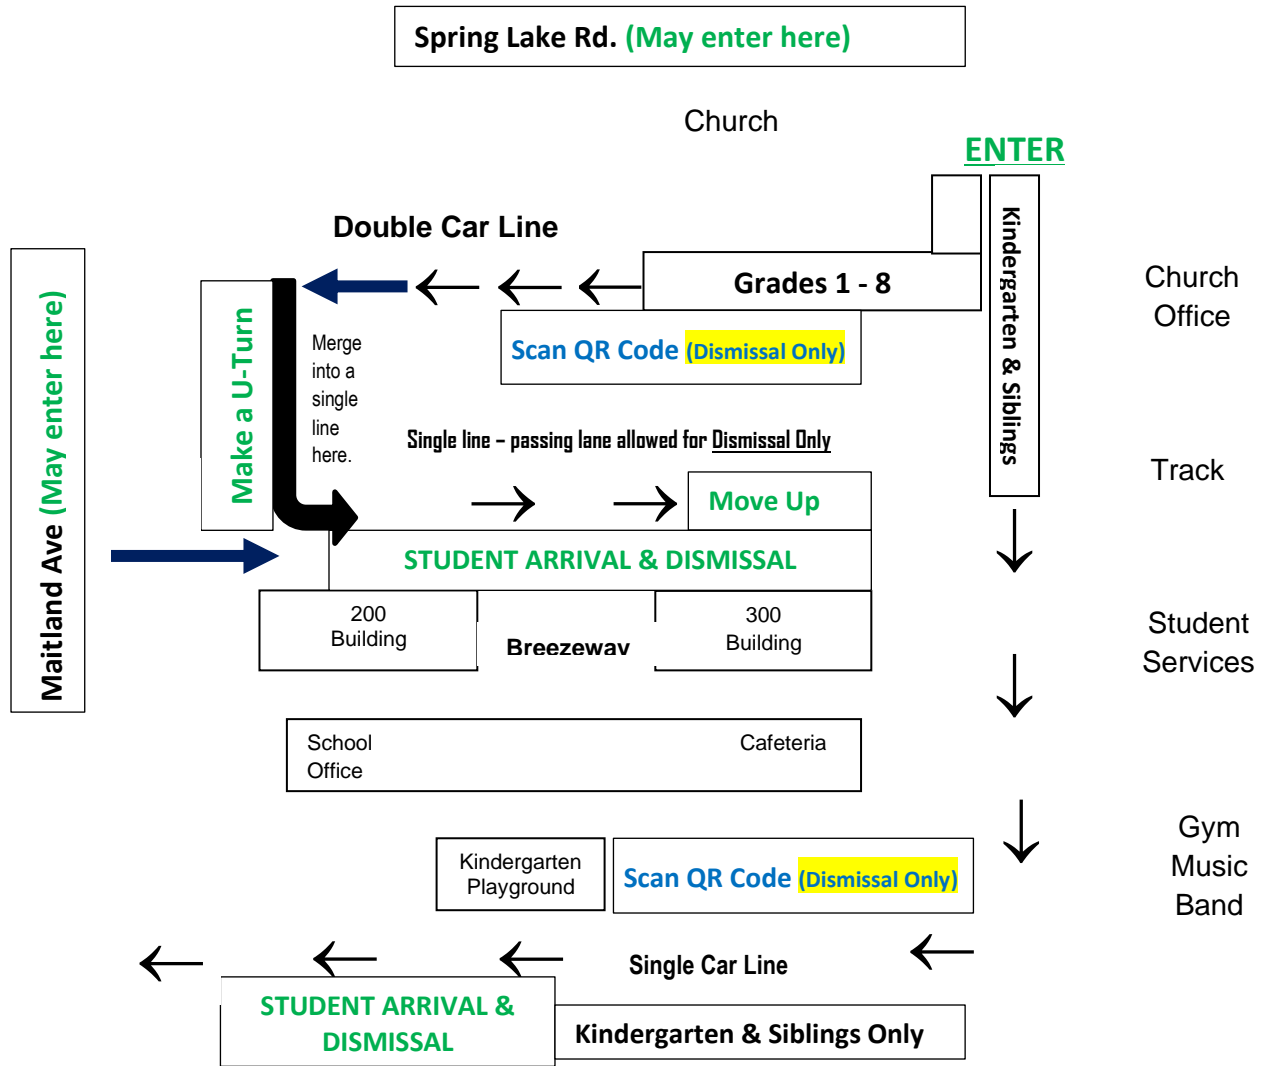 Spring Lake Rd. (May enter here)
Church
ENTER
Kindergarten & Siblings
Double Car Line
Grades 1 - 8
Church
Office
Maitland Ave (May enter here)
Make a U-Turn
Scan QR Code (Dismissal Only)
Merge
into a
single
line
here.
Single line – passing lane allowed for Dismissal Only
Track
Move Up
STUDENT ARRIVAL & DISMISSAL
200
Building
Breezeway
300
Building
Student
Services
School
Office
Cafeteria
Gym
Music
Band
Kindergarten
Playground
Scan QR Code (Dismissal Only)
Single Car Line
STUDENT ARRIVAL &
DISMISSAL
Kindergarten & Siblings Only